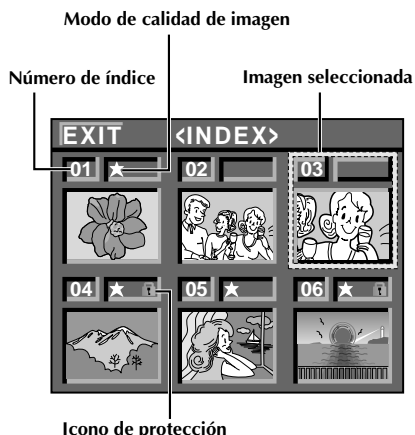 Modo de calidad de imagen
Número de índice
Imagen seleccionada
EXIT <INDEX>
01 ★ 02 03
04 ★ 05 ★ 06 ★
Icono de protección